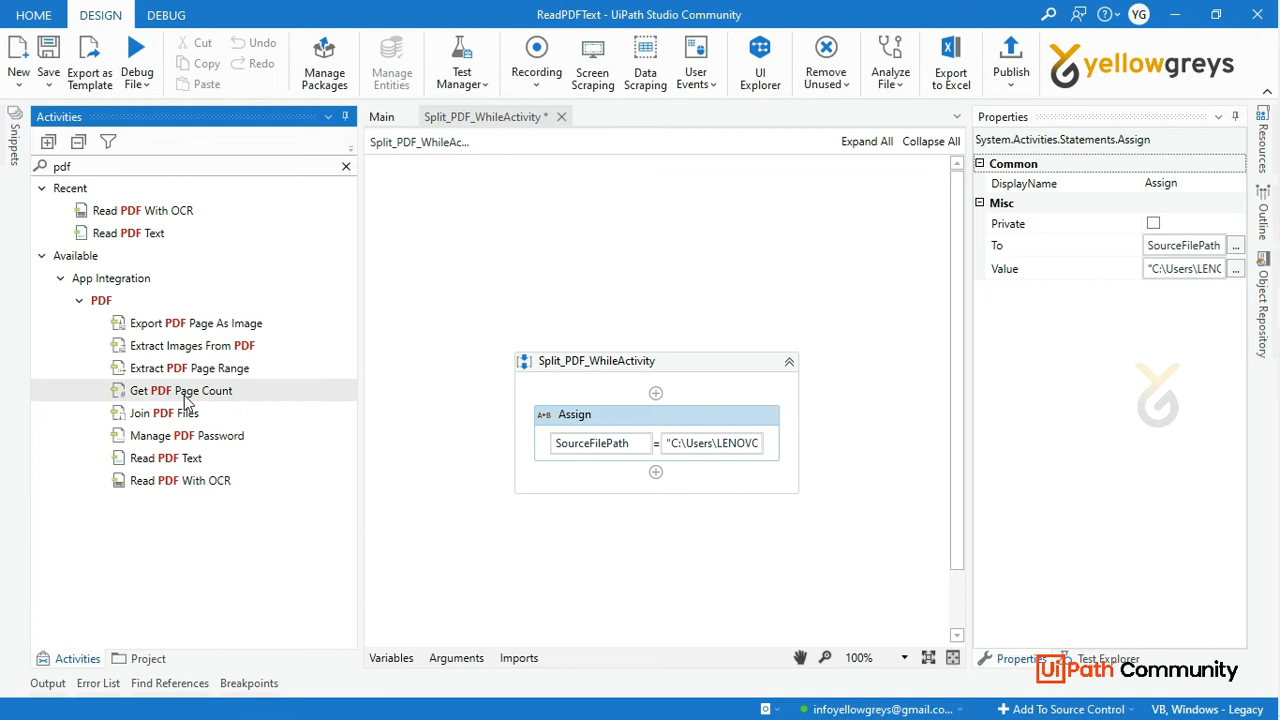 HOME
DESIGN
DEBUG
ReadPDFText - UiPath Studio Community
YG
New
Save
Export as Template
Debug File
Cut
Copy
Paste
Undo
Redo
Manage Packages
Manage Entities
Test Manager
Recording
Screen Scraping
Data Scraping
User Events
UI Explorer
Remove Unused
Analyze File
Export to Excel
Publish
yellowgreys
Snippets
Activities
pdf
Recent
Read PDF With OCR
Read PDF Text
Available
App Integration
PDF
Export PDF Page As Image
Extract Images From PDF
Extract PDF Page Range
Get PDF Page Count
Join PDF Files
Manage PDF Password
Read PDF Text
Read PDF With OCR
Activities
Project
Main
Split_PDF_WhileActivity *
Split_PDF_WhileAc...
Expand All
Collapse All
Split_PDF_WhileActivity
A+B Assign
SourceFilePath = "C:\Users\LENOVO
Variables
Arguments
Imports
100%
Properties
System.Activities.Statements.Assign
Common
DisplayName Assign
Misc
Private
To SourceFilePath ...
Value "C:\Users\LENO ...
Resources
Outline
Object Repository
Properties
Test Explorer
UiPath Community
Output
Error List
Find References
Breakpoints
infoyellowgreys@gmail.co...
Add To Source Control
VB, Windows - Legacy